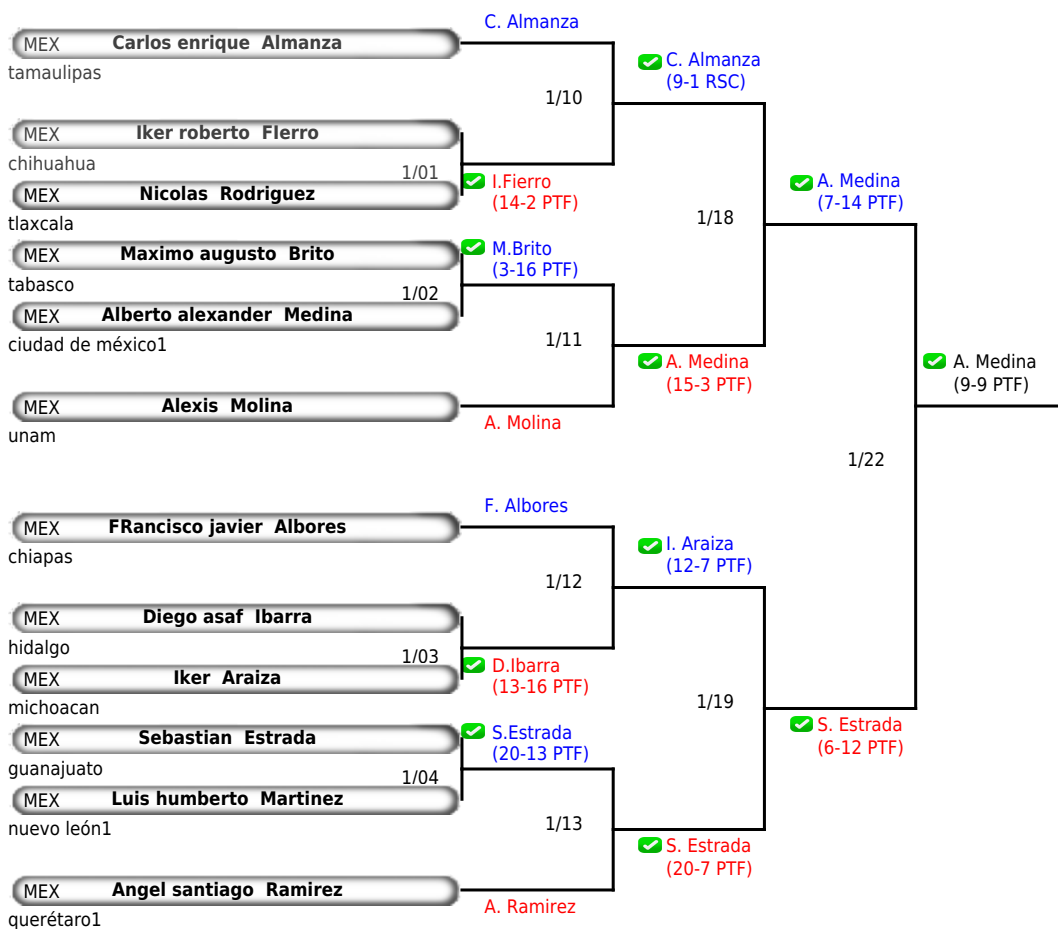 C. Almanza
MEX Carlos enrique Almanza
tamaulipas
C. Almanza
(9-1 RSC)
1/10
MEX Iker roberto FIerro
chihuahua
1/01
I.Fierro
(14-2 PTF)
MEX Nicolas Rodriguez
tlaxcala
A. Medina
(7-14 PTF)
1/18
MEX Maximo augusto Brito
tabasco
M.Brito
(3-16 PTF)
1/02
MEX Alberto alexander Medina
ciudad de méxico1
1/11
A. Medina
(15-3 PTF)
A. Medina
(9-9 PTF)
MEX Alexis Molina
unam
A. Molina
1/22
F. Albores
MEX FRancisco javier Albores
chiapas
I. Araiza
(12-7 PTF)
1/12
MEX Diego asaf Ibarra
hidalgo
1/03
D.Ibarra
(13-16 PTF)
MEX Iker Araiza
michoacan
1/19
MEX Sebastian Estrada
guanajuato
S.Estrada
(20-13 PTF)
S. Estrada
(6-12 PTF)
1/04
MEX Luis humberto Martinez
nuevo león1
1/13
S. Estrada
(20-7 PTF)
MEX Angel santiago Ramirez
querétaro1
A. Ramirez